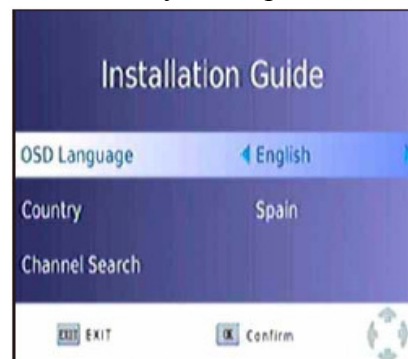 Installation Guide
OSD Language English
Country Spain
Channel Search
EXIT EXIT OK Confirm